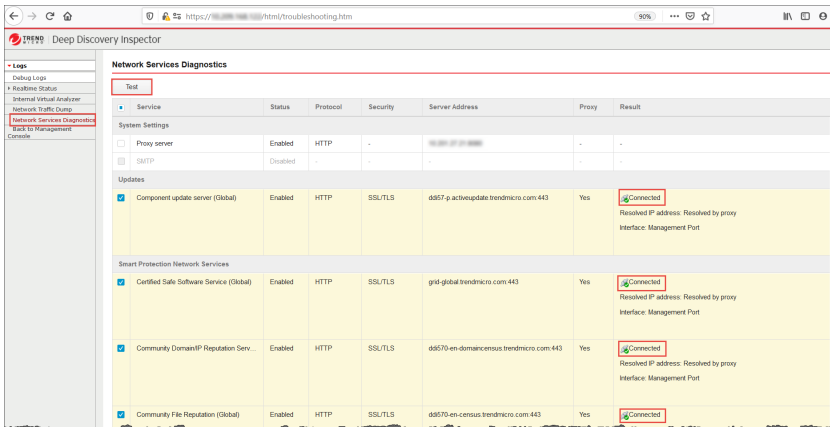 https:// /html/troubleshooting.htm
90%
TREND MICRO Deep Discovery Inspector
Logs
Debug Logs
Realtime Status
Internal Virtual Analyzer
Network Traffic Dump
Network Services Diagnostics
Back to Management
Console
Network Services Diagnostics
Test
Service Status Protocol Security Server Address Proxy Result
System Settings
Proxy server Enabled HTTP - - -
SMTP Disabled - - - - -
Updates
Component update server (Global) Enabled HTTP SSL/TLS ddi57-p.activeupdate.trendmicro.com:443 Yes Connected
Resolved IP address: Resolved by proxy
Interface: Management Port
Smart Protection Network Services
Certified Safe Software Service (Global) Enabled HTTP SSL/TLS grid-global.trendmicro.com:443 Yes Connected
Resolved IP address: Resolved by proxy
Interface: Management Port
Community Domain/IP Reputation Serv... Enabled HTTP SSL/TLS ddi570-en-domaincensus.trendmicro.com:443 Yes Connected
Resolved IP address: Resolved by proxy
Interface: Management Port
Community File Reputation (Global) Enabled HTTP SSL/TLS ddi570-en-census.trendmicro.com:443 Yes Connected